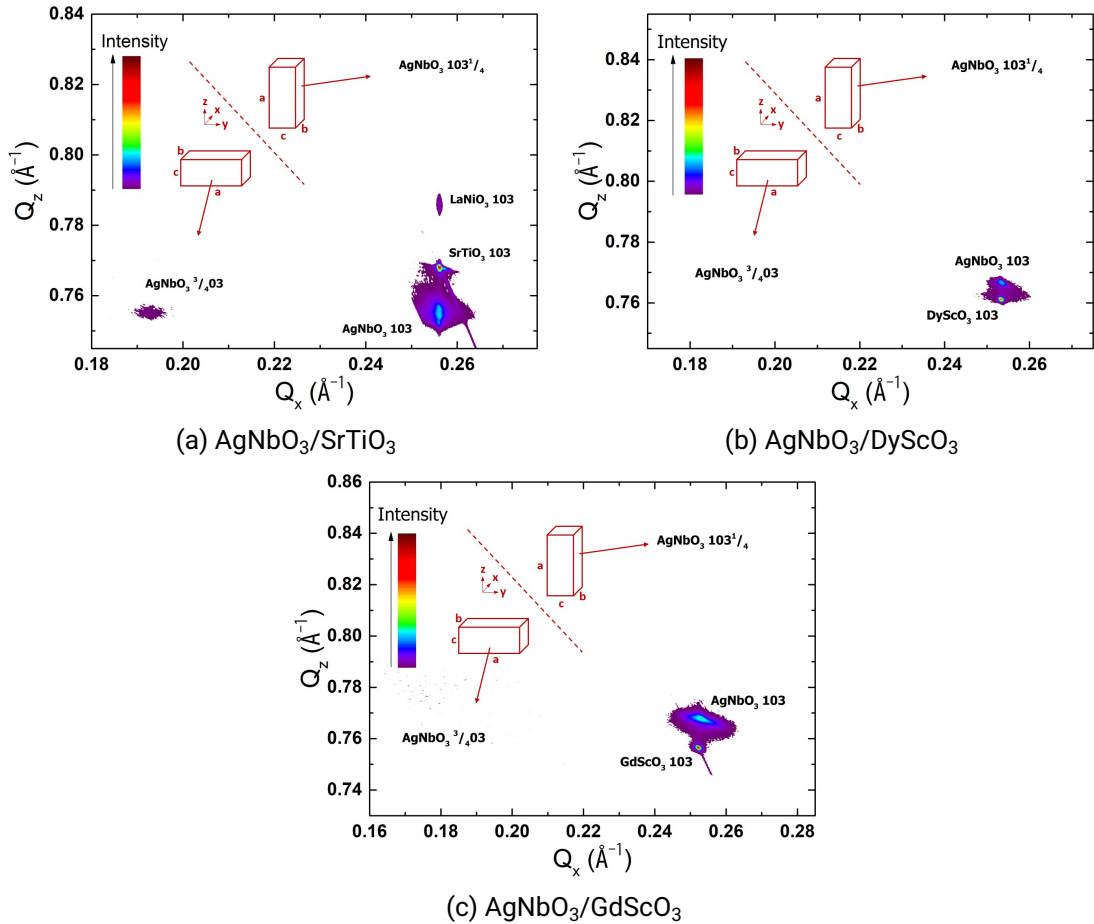 0.84
0.82
0.80
0.78
0.76
Q_z (Å⁻¹)
Intensity
AgNbO₃ 103¹/₄
a
c
b
z
x
y
b
c
a
LaNiO₃ 103
SrTiO₃ 103
AgNbO₃ ³/₄03
AgNbO₃ 103
0.18 0.20 0.22 0.24 0.26
Q_x (Å⁻¹)
(a) AgNbO₃/SrTiO₃
0.84
0.82
0.80
0.78
0.76
Q_z (Å⁻¹)
Intensity
AgNbO₃ 103¹/₄
a
c
b
z
x
y
b
c
a
AgNbO₃ ³/₄03
AgNbO₃ 103
DyScO₃ 103
0.18 0.20 0.22 0.24 0.26
Q_x (Å⁻¹)
(b) AgNbO₃/DyScO₃
0.86
0.84
0.82
0.80
0.78
0.76
0.74
Q_z (Å⁻¹)
Intensity
AgNbO₃ 103¹/₄
a
c
b
z
x
y
b
c
a
AgNbO₃ ³/₄03
AgNbO₃ 103
GdScO₃ 103
0.16 0.18 0.20 0.22 0.24 0.26 0.28
Q_x (Å⁻¹)
(c) AgNbO₃/GdScO₃